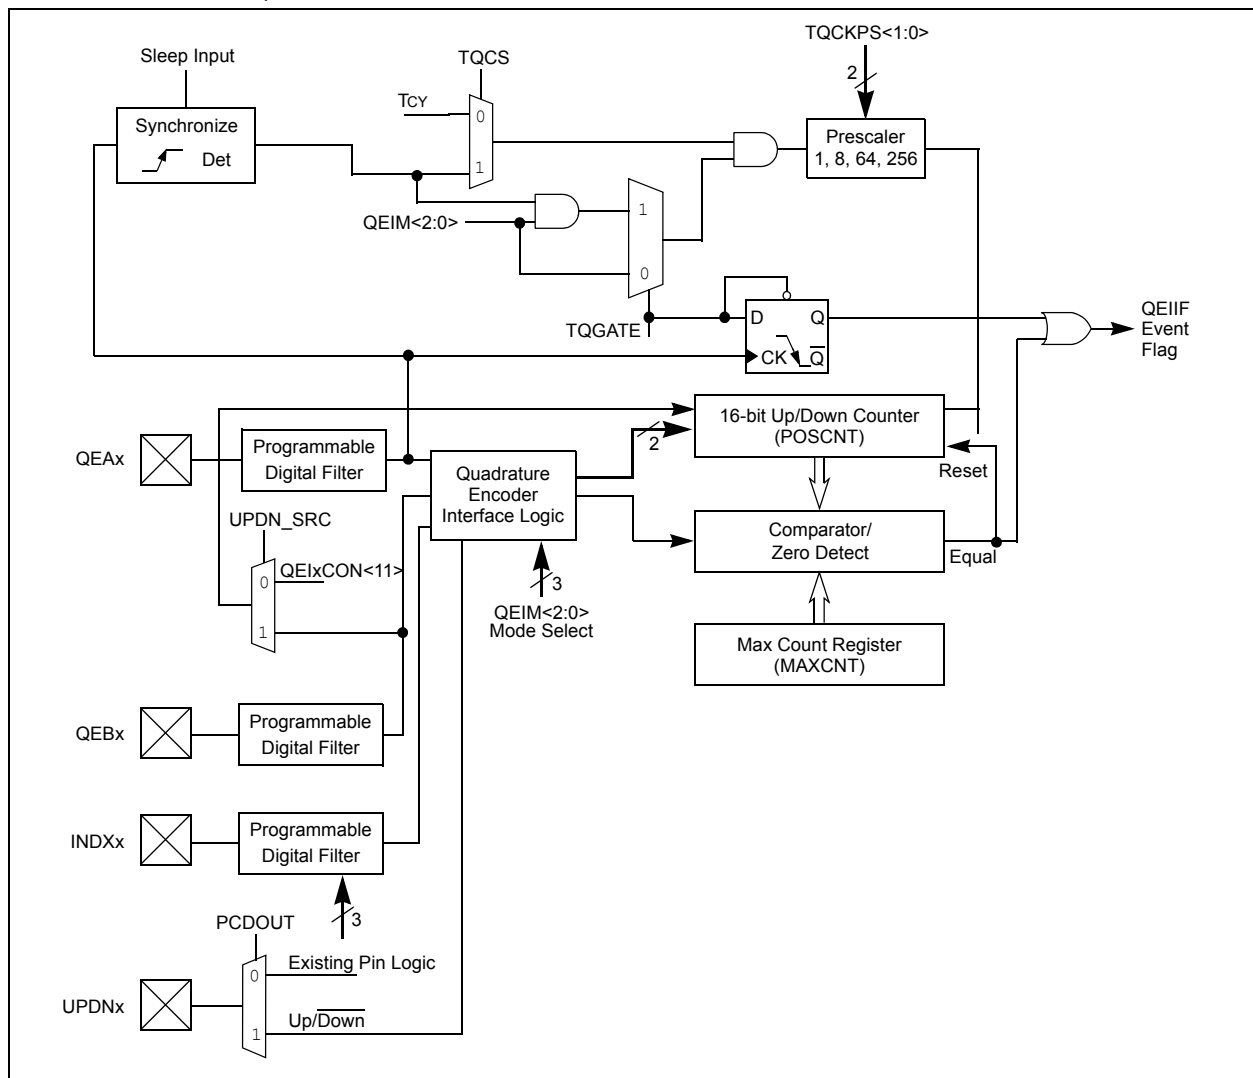 TQCKPS<1:0>
Sleep Input
TQCS
2
TCY
0
Synchronize
Det
1
Prescaler
1, 8, 64, 256
QEIM<2:0>
1
0
TQGATE
D
Q
CK
Q
QEIIF
Event
Flag
16-bit Up/Down Counter
(POSCNT)
2
Reset
QEAx
Programmable
Digital Filter
Quadrature
Encoder
Interface Logic
UPDN_SRC
QEIxCON<11>
0
1
Comparator/
Zero Detect
Equal
3
QEIM<2:0>
Mode Select
Max Count Register
(MAXCNT)
QEBx
Programmable
Digital Filter
INDXx
Programmable
Digital Filter
3
PCDOUT
0
Existing Pin Logic
UPDNx
Up/Down
1